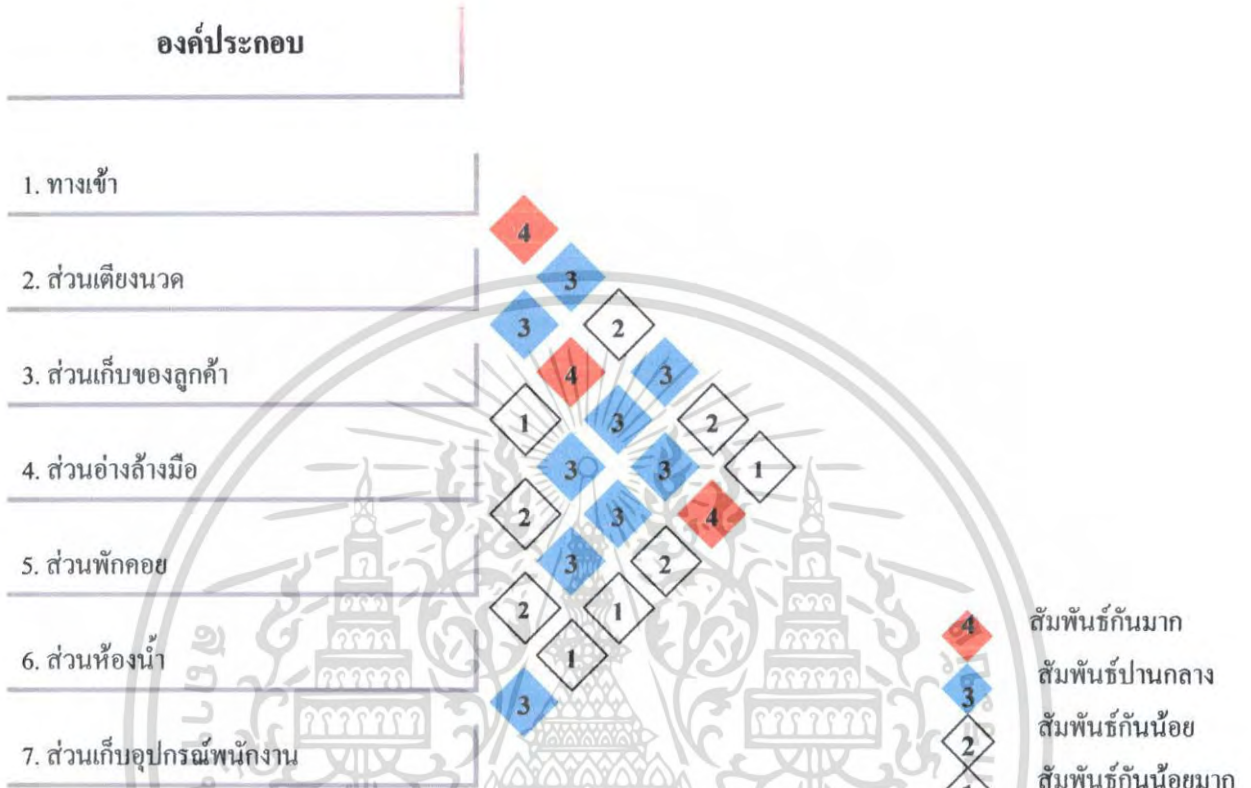 องค์ประกอบ
1. ทางเข้า
4
2. ส่วนเตียงนวด
3
3 2
3. ส่วนเก็บของลูกค้า
4 3
1 3 2
4. ส่วนอ่างล้างมือ
3 3 1
2 3 4
5. ส่วนพักคอย
3 2
2 1
6. ส่วนห้องน้ำ
1
3
7. ส่วนเก็บอุปกรณ์พนักงาน
4 สัมพันธ์กันมาก
3 สัมพันธ์ปานกลาง
2 สัมพันธ์กันน้อย
สัมพันธ์กันน้อยมาก